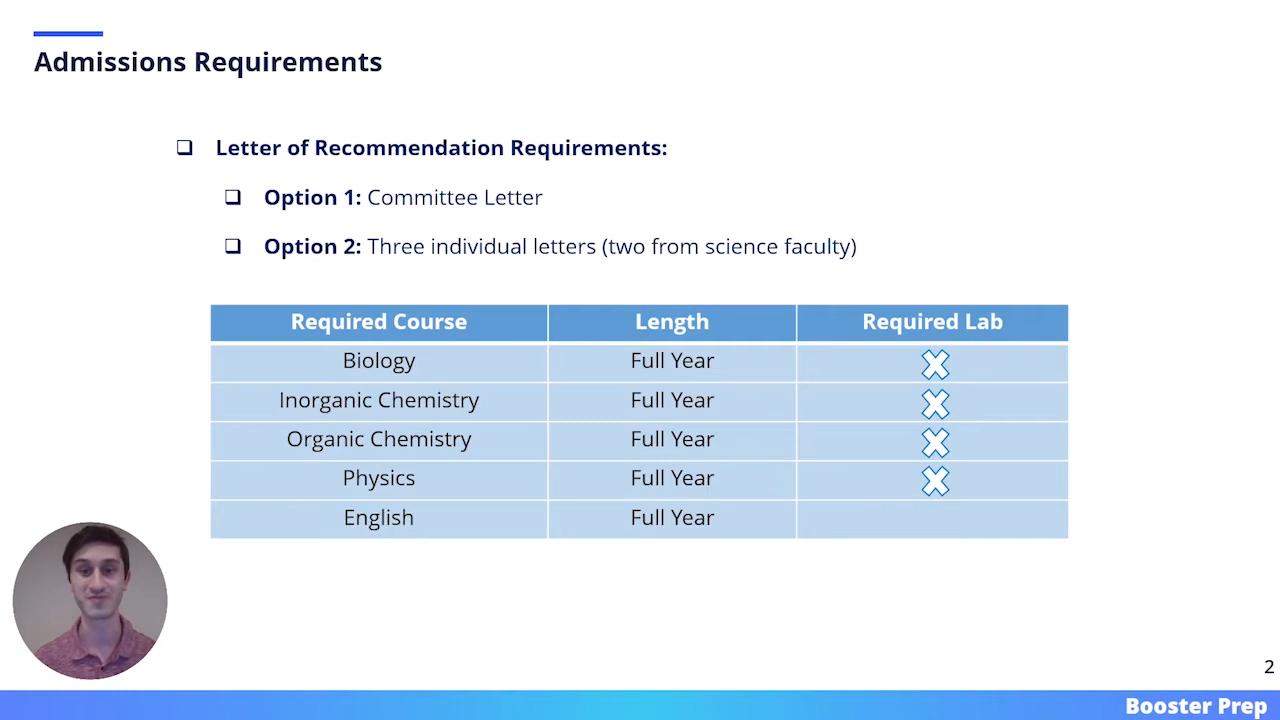 Admissions Requirements
Letter of Recommendation Requirements:
Option 1: Committee Letter
Option 2: Three individual letters (two from science faculty)
Required Course Length Required Lab
Biology Full Year
Inorganic Chemistry Full Year
Organic Chemistry Full Year
Physics Full Year
English Full Year
2
Booster Prep